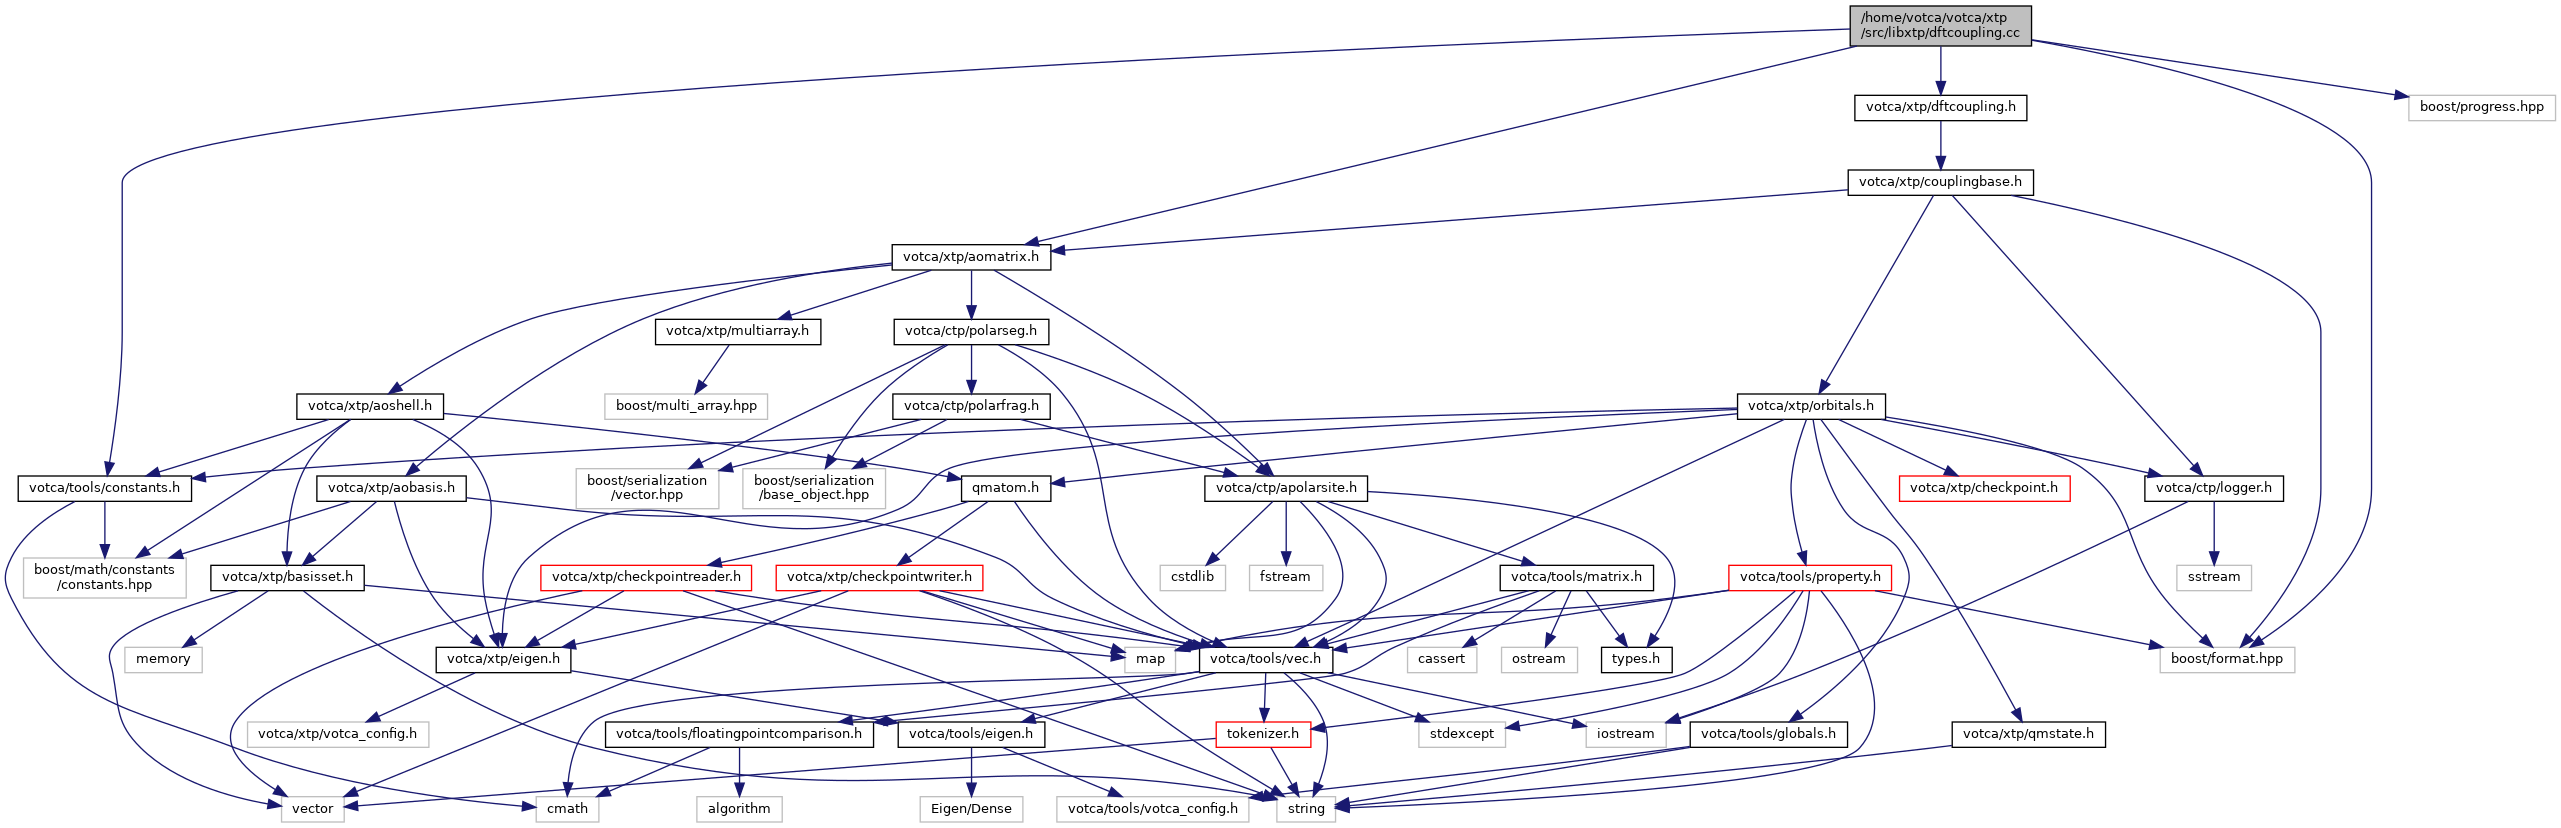 /home/votca/votca/xtp
/src/libxtp/dftcoupling.cc
votca/xtp/dftcoupling.h
boost/progress.hpp
votca/xtp/couplingbase.h
votca/xtp/aomatrix.h
votca/xtp/multiarray.h
votca/ctp/polarseg.h
votca/xtp/aoshell.h
boost/multi_array.hpp
votca/ctp/polarfrag.h
votca/xtp/orbitals.h
votca/tools/constants.h
votca/xtp/aobasis.h
boost/serialization
/vector.hpp
boost/serialization
/base_object.hpp
qmatom.h
votca/ctp/apolarsite.h
votca/xtp/checkpoint.h
votca/ctp/logger.h
boost/math/constants
/constants.hpp
votca/xtp/basisset.h
votca/xtp/checkpointreader.h
votca/xtp/checkpointwriter.h
cstdlib
fstream
votca/tools/matrix.h
votca/tools/property.h
sstream
memory
votca/xtp/eigen.h
map
votca/tools/vec.h
cassert
ostream
types.h
boost/format.hpp
votca/xtp/votca_config.h
votca/tools/floatingpointcomparison.h
votca/tools/eigen.h
tokenizer.h
stdexcept
iostream
votca/tools/globals.h
votca/xtp/qmstate.h
vector
cmath
algorithm
Eigen/Dense
votca/tools/votca_config.h
string